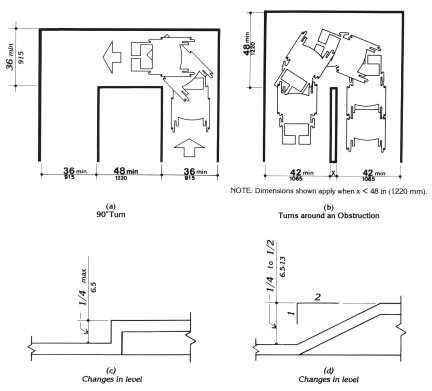 36 min
915
36 min
915
48 min
1220
36 min
915
(a)
90° Turn
48 min
1220
42 min
1065
x
42 min
1065
NOTE: Dimensions shown apply when x < 48 in (1220 mm).
(b)
Turns around an Obstruction
1/4 max
6.5
(c)
Changes in level
1/4 to 1/2
6.5-13
2
1
(d)
Changes in level